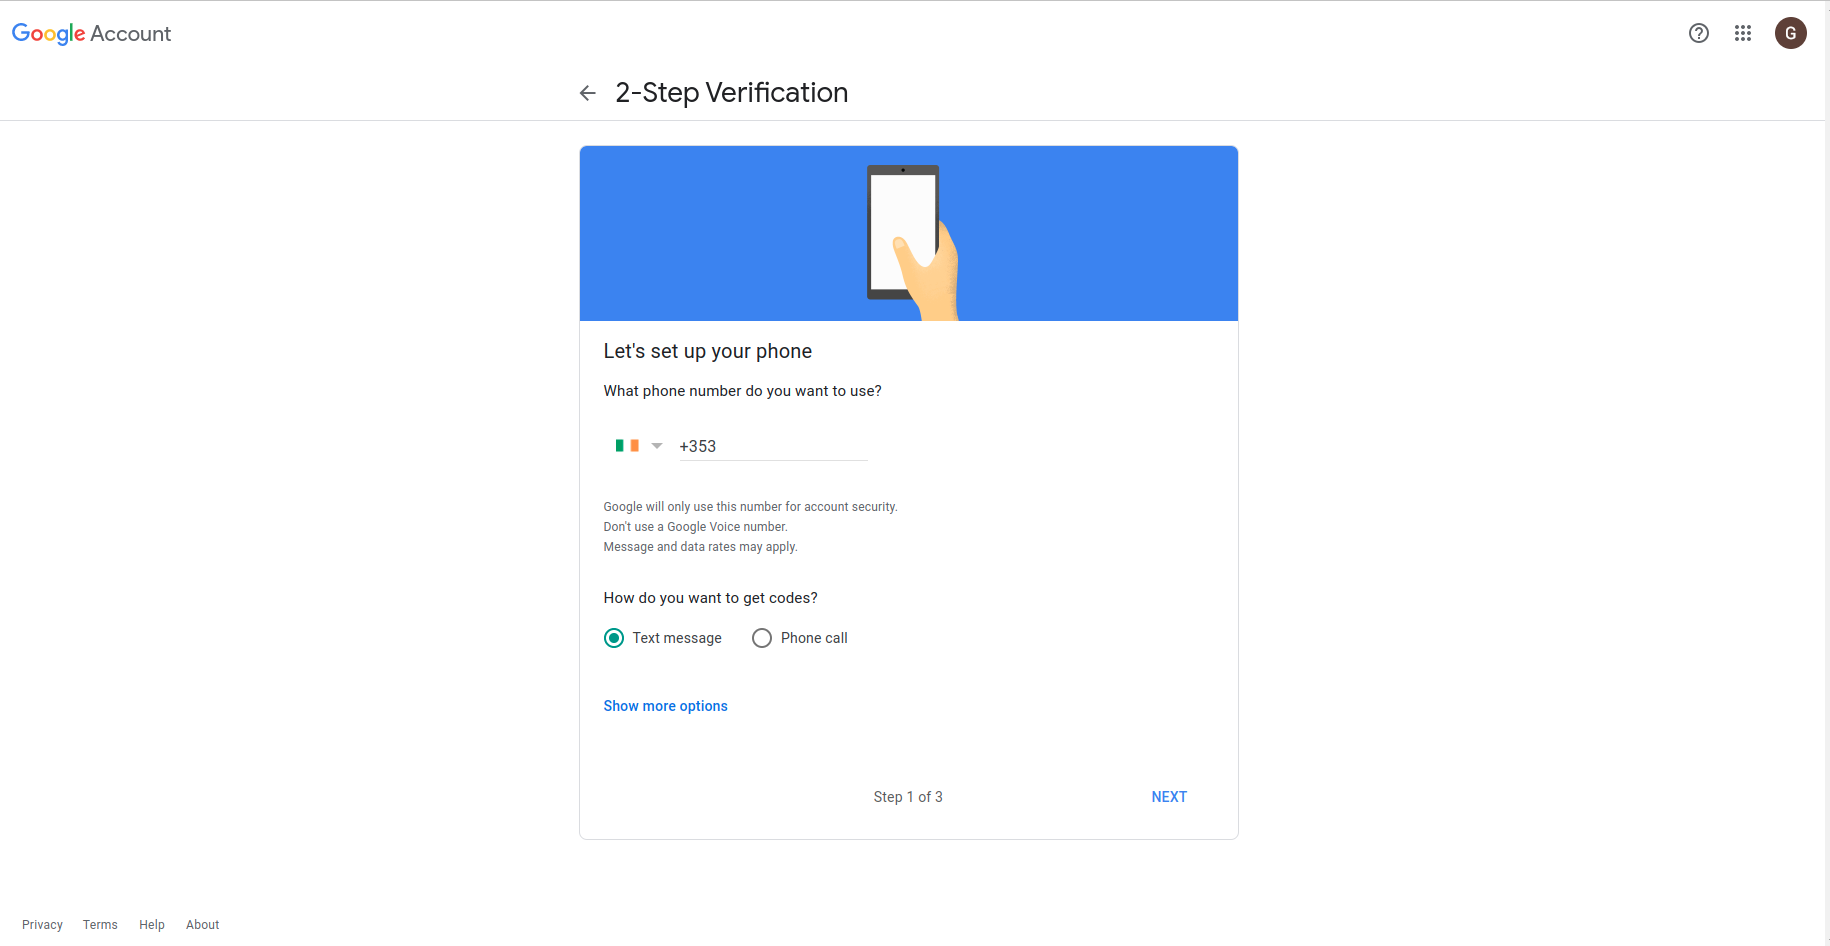 Google Account
G
2-Step Verification
Let's set up your phone
What phone number do you want to use?
+353
Google will only use this number for account security.
Don't use a Google Voice number.
Message and data rates may apply.
How do you want to get codes?
Text message Phone call
Show more options
Step 1 of 3 NEXT
Privacy Terms Help About